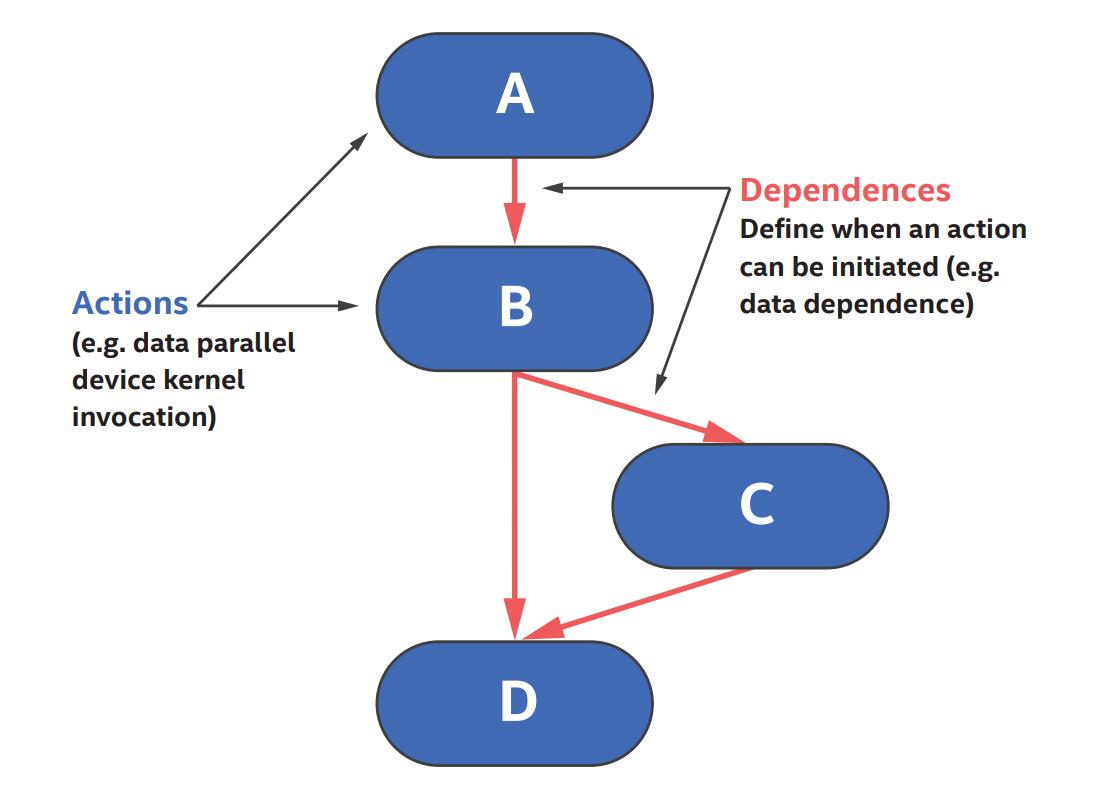 A
Dependences
Define when an action
can be initiated (e.g.
data dependence)
Actions
(e.g. data parallel
device kernel
invocation)
B
C
D